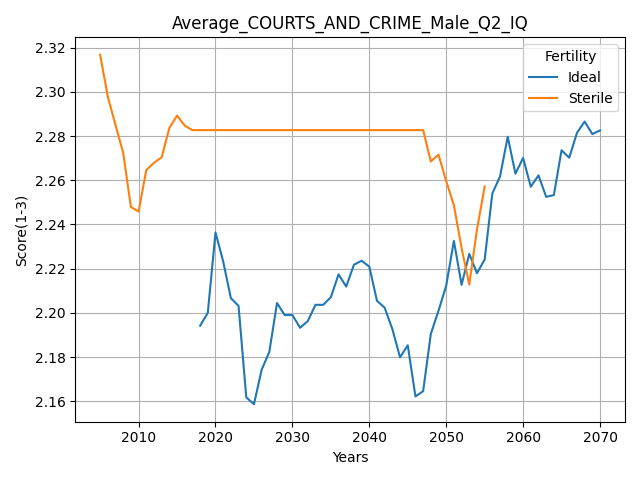 Average_COURTS_AND_CRIME_Male_Q2_IQ
Fertility
Ideal
Sterile
Score(1-3)
2.32
2.30
2.28
2.26
2.24
2.22
2.20
2.18
2.16
2010 2020 2030 2040 2050 2060 2070
Years